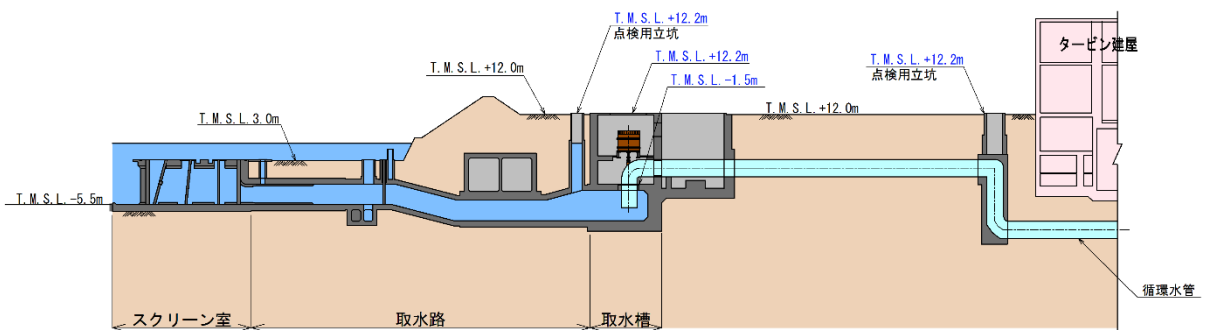 T.M.S.L.+12.2m
点検用立坑
T.M.S.L.+12.2m
T.M.S.L.-1.5m
T.M.S.L.+12.0m
T.M.S.L.3.0m
T.M.S.L.+12.2m
点検用立坑
タービン建屋
T.M.S.L.+12.0m
T.M.S.L.-5.5m
循環水管
スクリーン室
取水路
取水槽